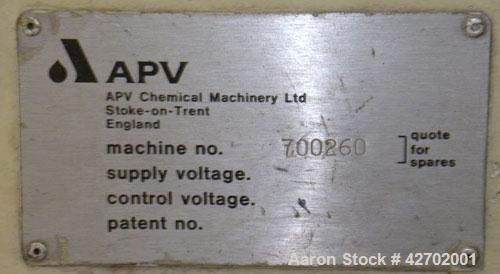 APV
APV Chemical Machinery Ltd
Stoke-on-Trent
England
machine no. 700260 quote for spares
supply voltage.
control voltage.
patent no.
Aaron Stock # 42702001